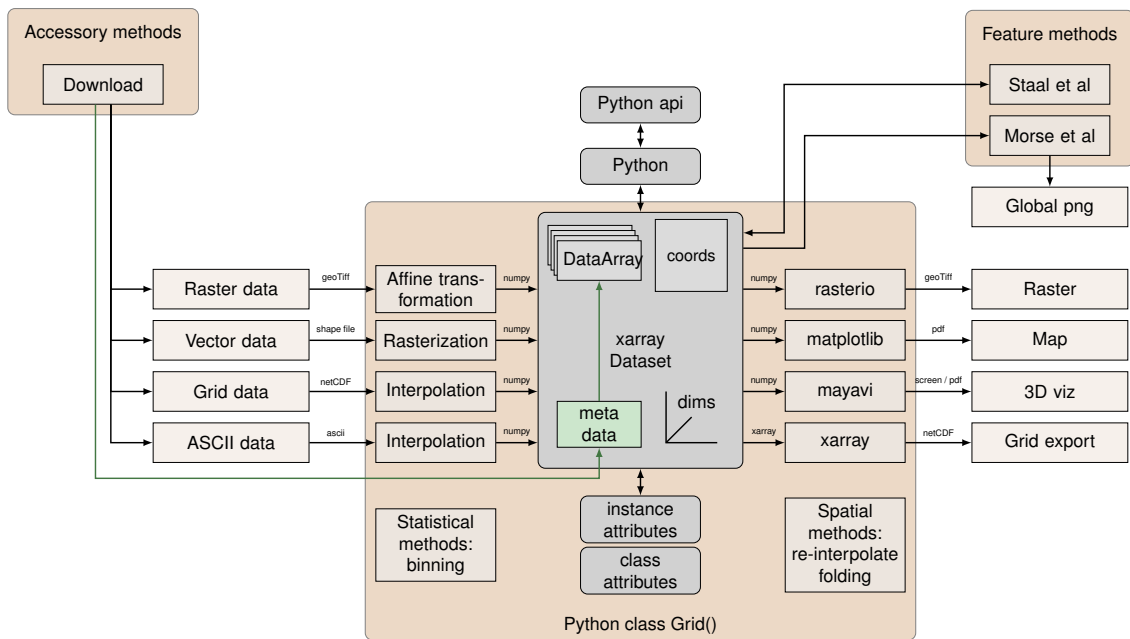 Accessory methods
Download
Feature methods
Staal et al
Morse et al
Global png
Python api
Python
DataArray
coords
xarray
Dataset
dims
meta
data
Raster data
geoTiff
Affine trans-
formation
numpy
numpy
rasterio
geoTiff
Raster
Vector data
shape file
Rasterization
numpy
numpy
matplotlib
pdf
Map
Grid data
netCDF
Interpolation
numpy
numpy
mayavi
screen / pdf
3D viz
ASCII data
ascii
Interpolation
numpy
xarray
xarray
netCDF
Grid export
Statistical
methods:
binning
instance
attributes
class
attributes
Spatial
methods:
re-interpolate
folding
Python class Grid()